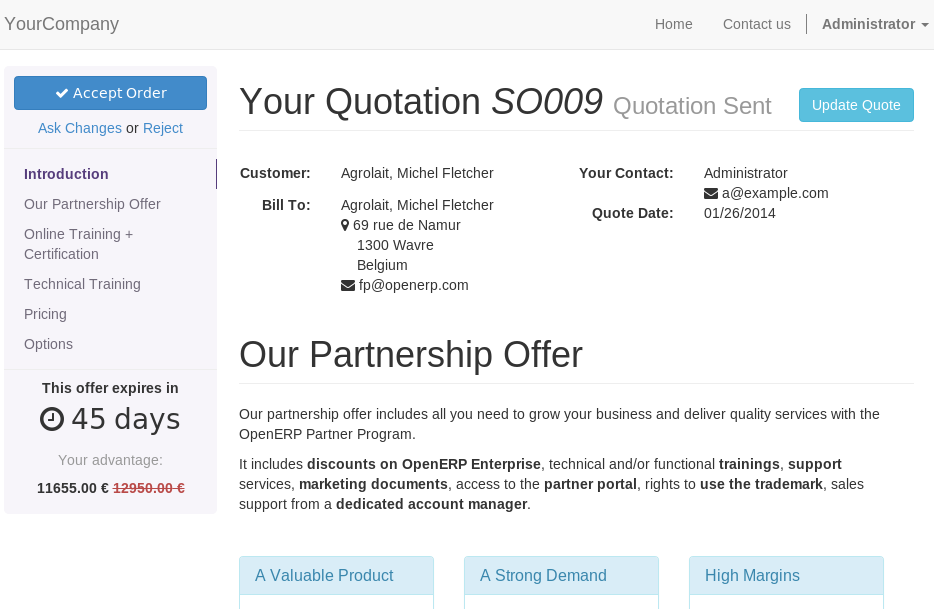 YourCompany Home Contact us Administrator
Accept Order
Ask Changes or Reject
Introduction
Our Partnership Offer
Online Training +
Certification
Technical Training
Pricing
Options
This offer expires in
45 days
Your advantage:
11655.00 € 12950.00 €
Your Quotation SO009 Quotation Sent Update Quote
Customer: Agrolait, Michel Fletcher
Bill To: Agrolait, Michel Fletcher
69 rue de Namur
1300 Wavre
Belgium
fp@openerp.com
Your Contact: Administrator
a@example.com
Quote Date: 01/26/2014
Our Partnership Offer
Our partnership offer includes all you need to grow your business and deliver quality services with the
OpenERP Partner Program.
It includes discounts on OpenERP Enterprise, technical and/or functional trainings, support
services, marketing documents, access to the partner portal, rights to use the trademark, sales
support from a dedicated account manager.
A Valuable Product A Strong Demand High Margins